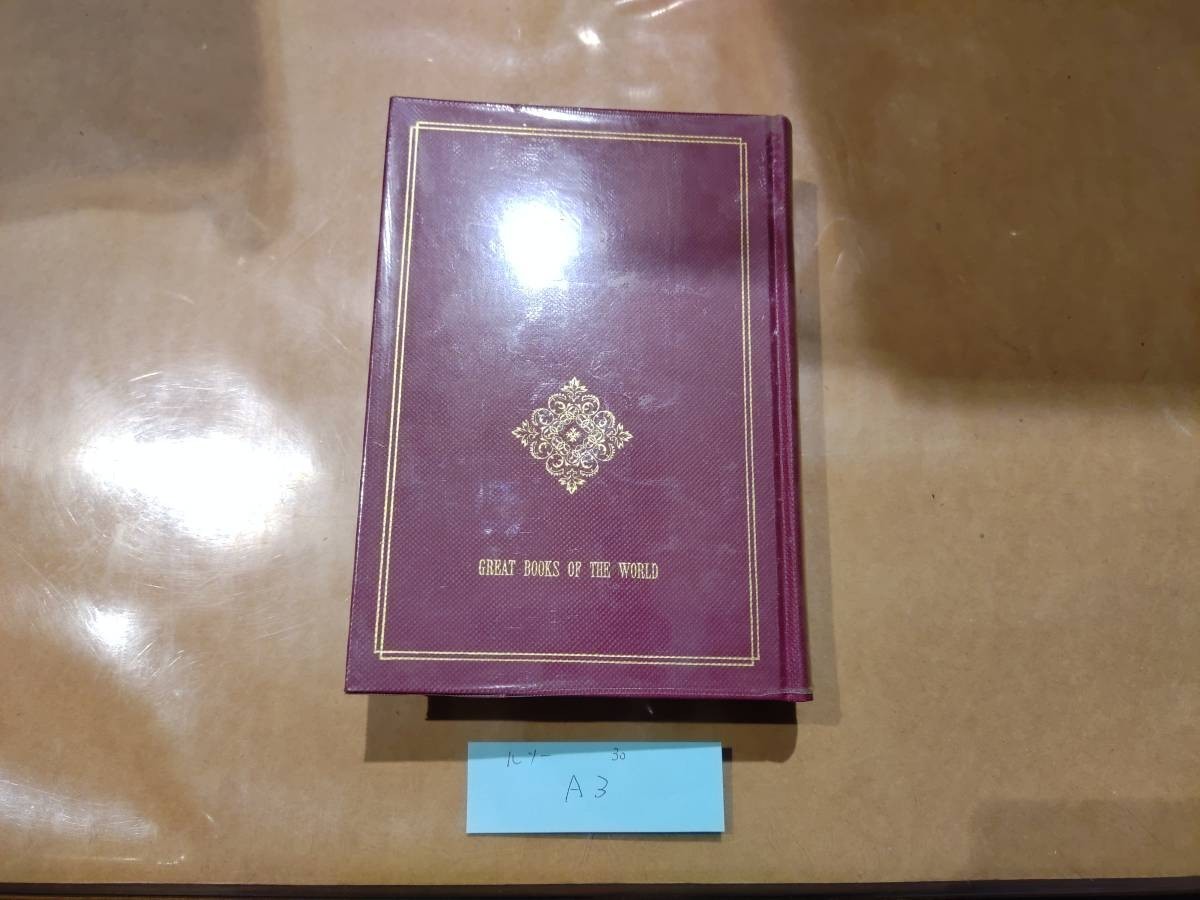 GREAT BOOKS OF THE WORLD
ルソー 30
A3